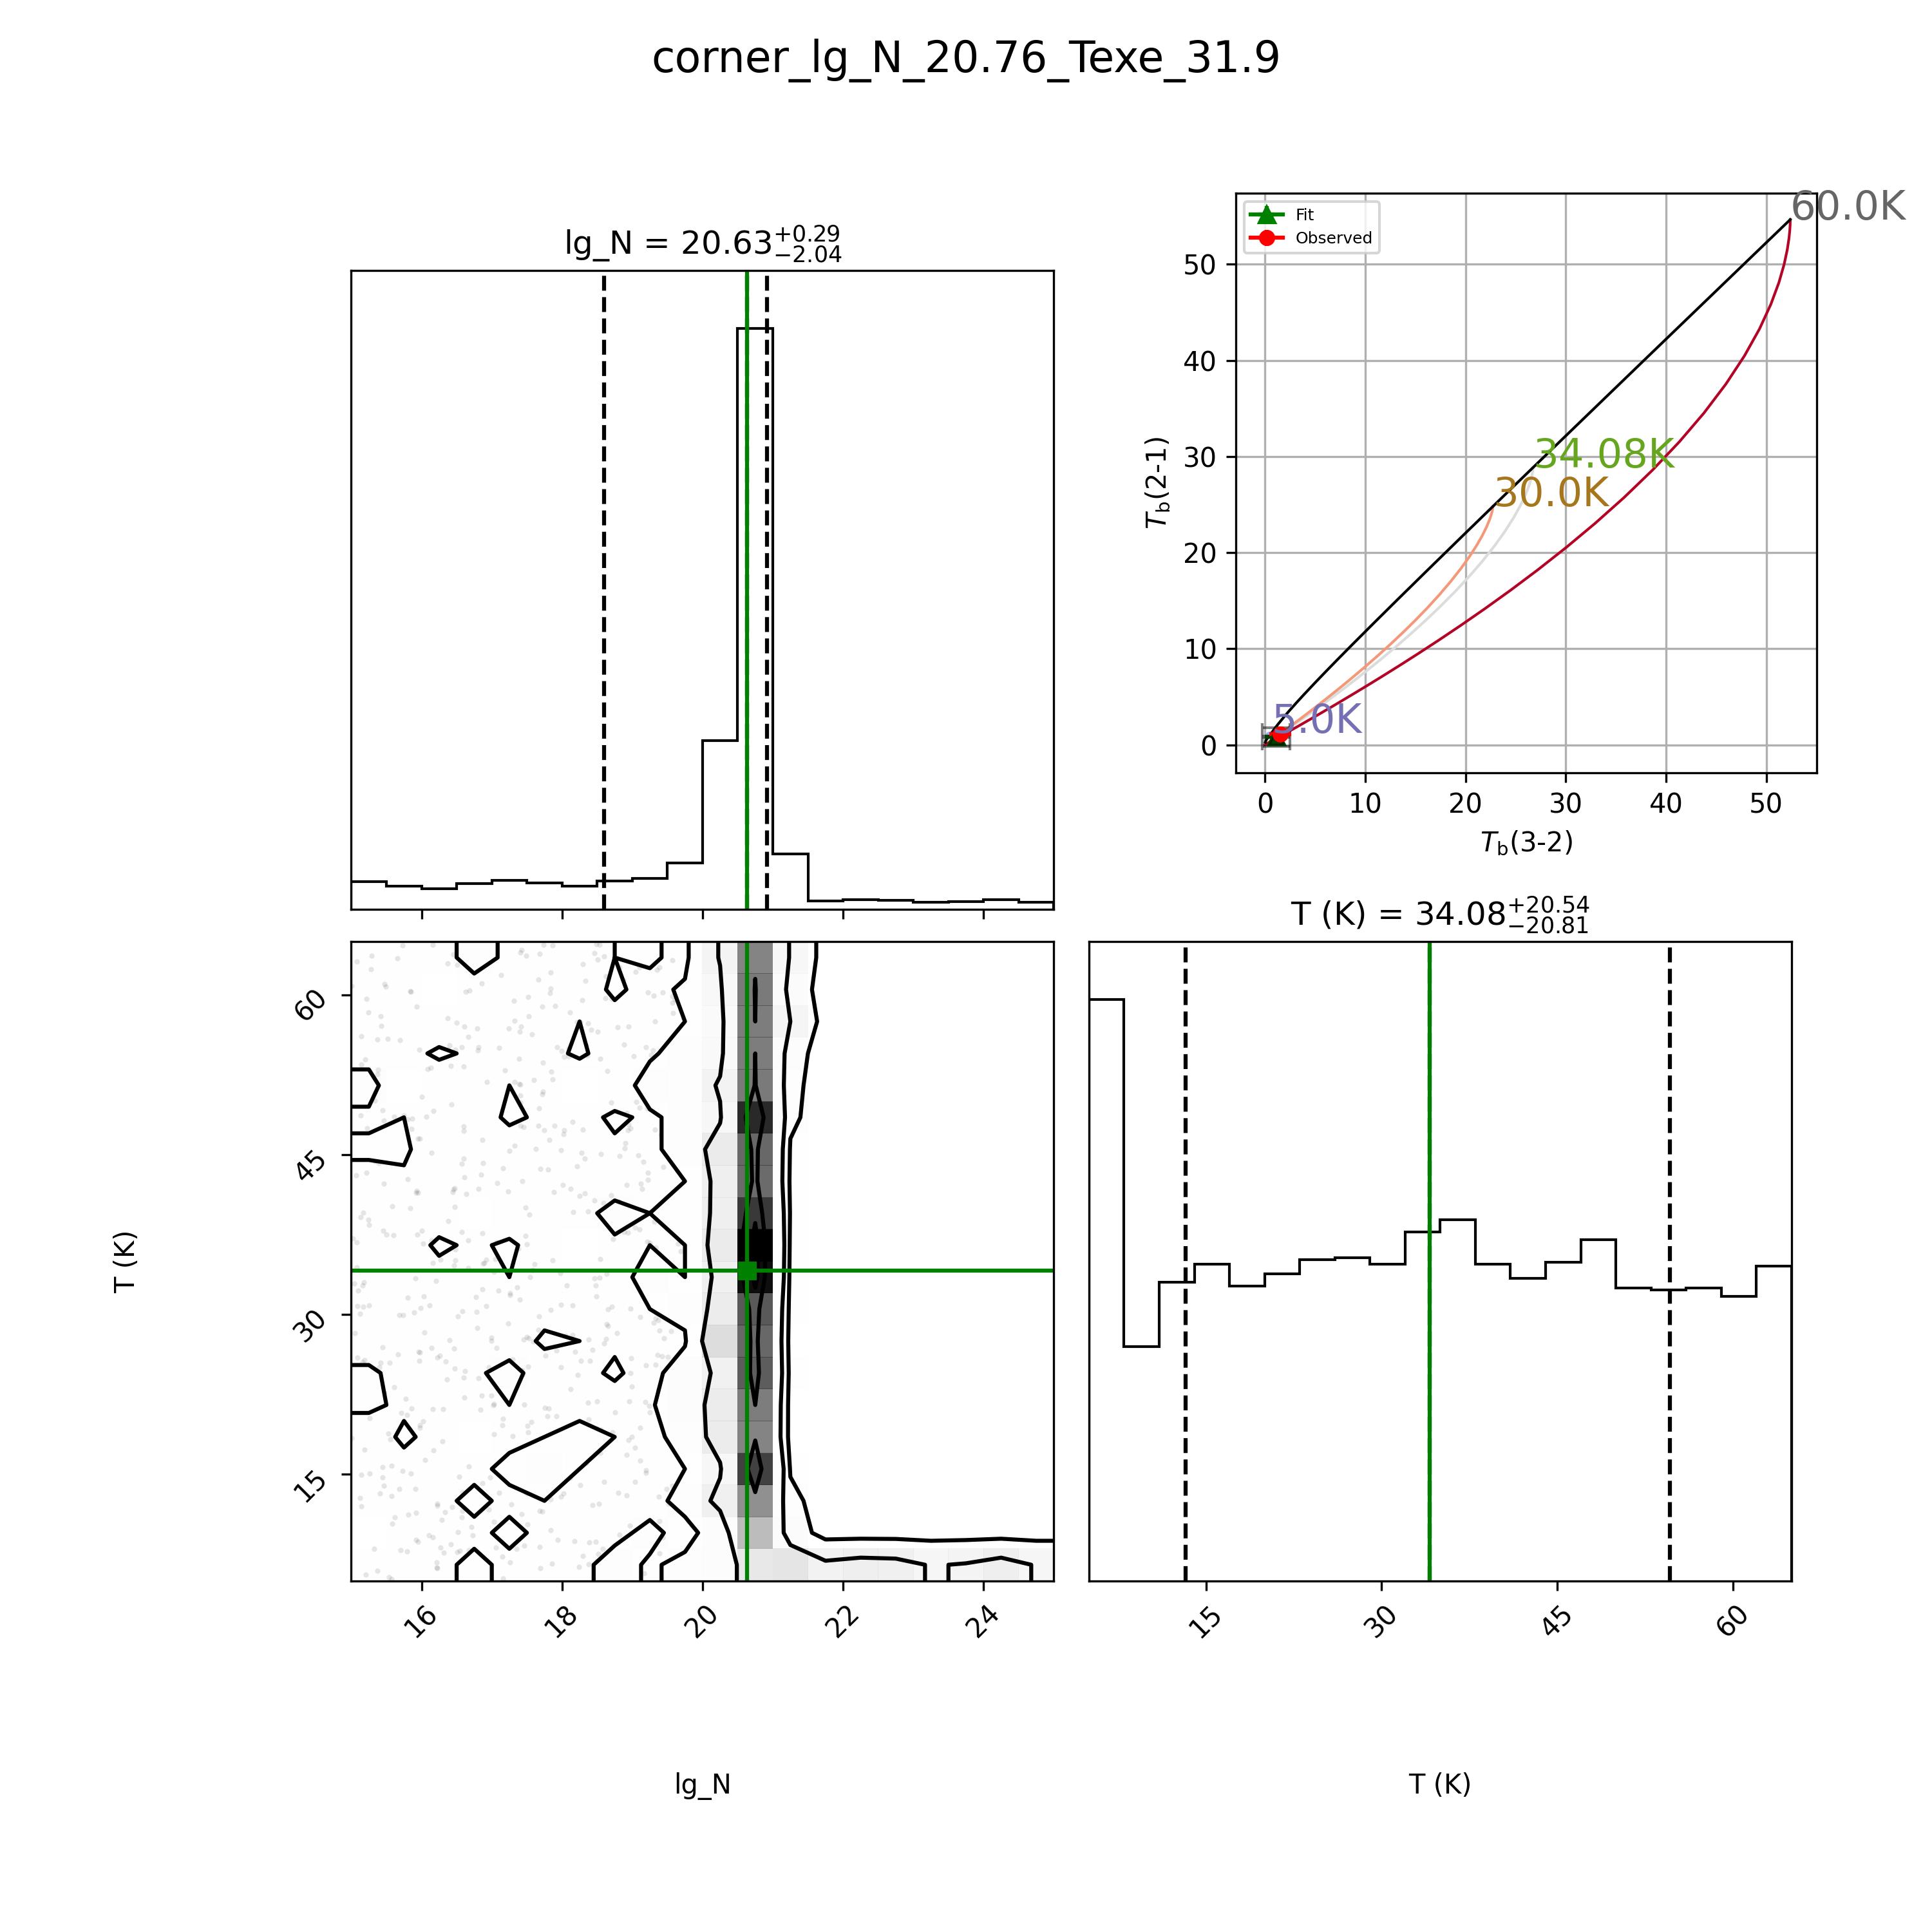 corner_lg_N_20.76_Texe_31.9
lg_N = 20.63+0.29−2.04
60.0K
Fit
Observed
50
40
30
20
10
0
34.08K
30.0K
5.0K
Tb(2-1)
0 10 20 30 40 50
Tb(3-2)
T (K) = 34.08+20.54−20.81
60
45
30
15
T (K)
16 18 20 22 24
15 30 45 60
lg_N
T (K)